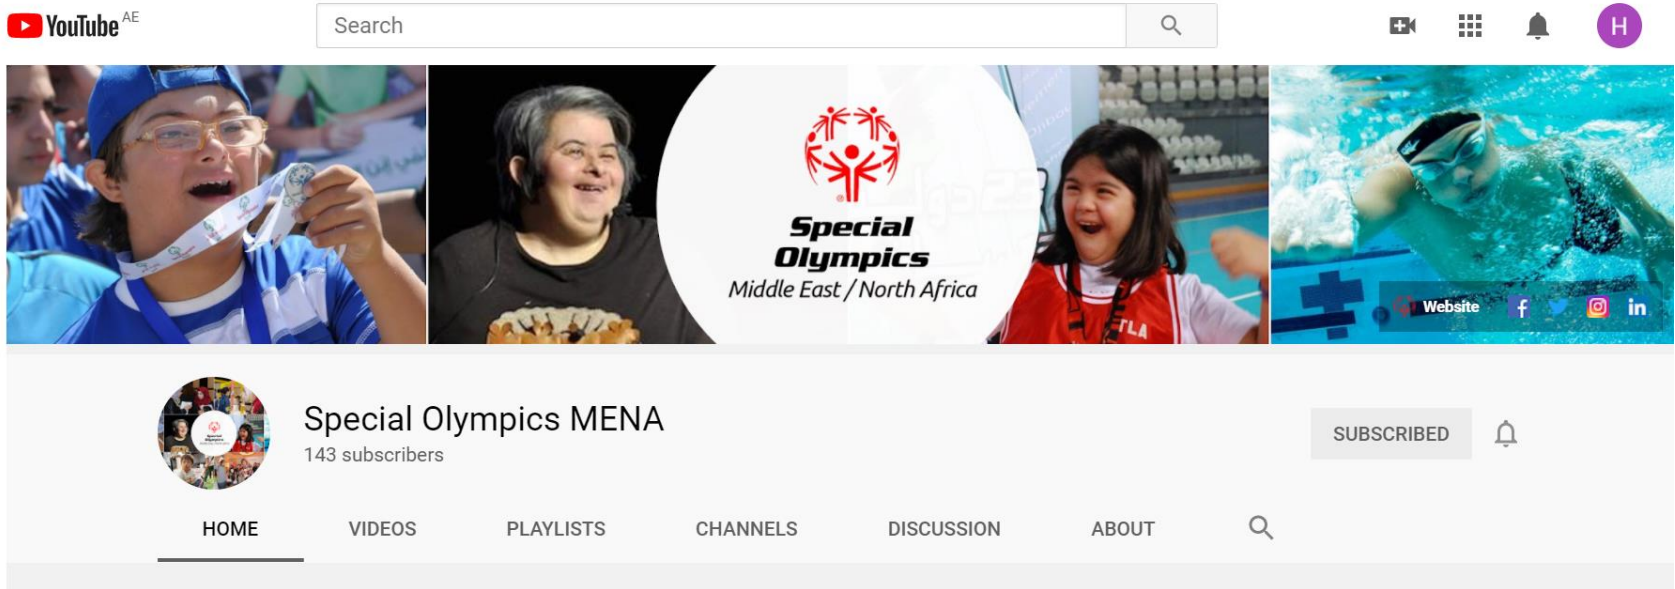 YouTube AE
Search
H
Special
Olympics
Middle East / North Africa
TLA
Website
Special Olympics MENA
143 subscribers
SUBSCRIBED
HOME VIDEOS PLAYLISTS CHANNELS DISCUSSION ABOUT